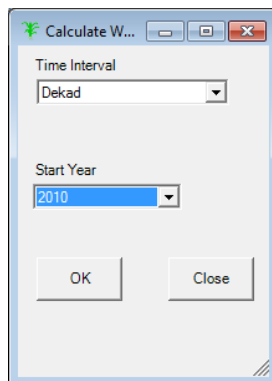 Calculate W...
Time Interval
Dekad
Start Year
2010
OK
Close